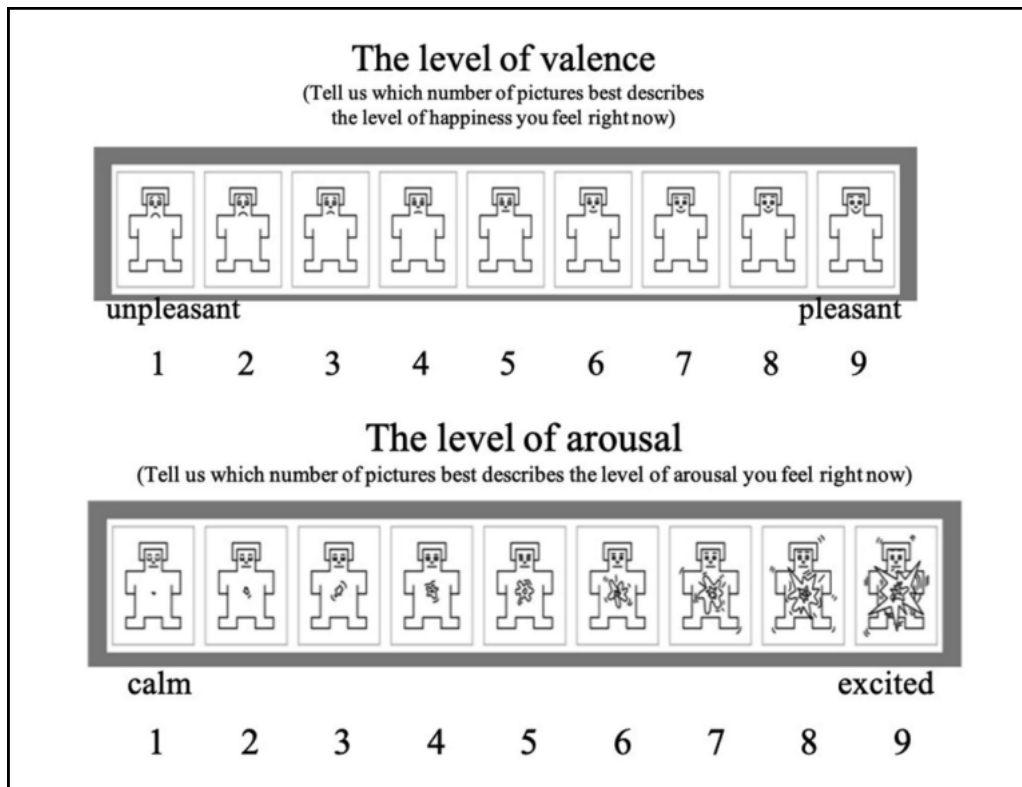 The level of valence
(Tell us which number of pictures best describes
the level of happiness you feel right now)
unpleasant pleasant
1 2 3 4 5 6 7 8 9
The level of arousal
(Tell us which number of pictures best describes the level of arousal you feel right now)
calm excited
1 2 3 4 5 6 7 8 9